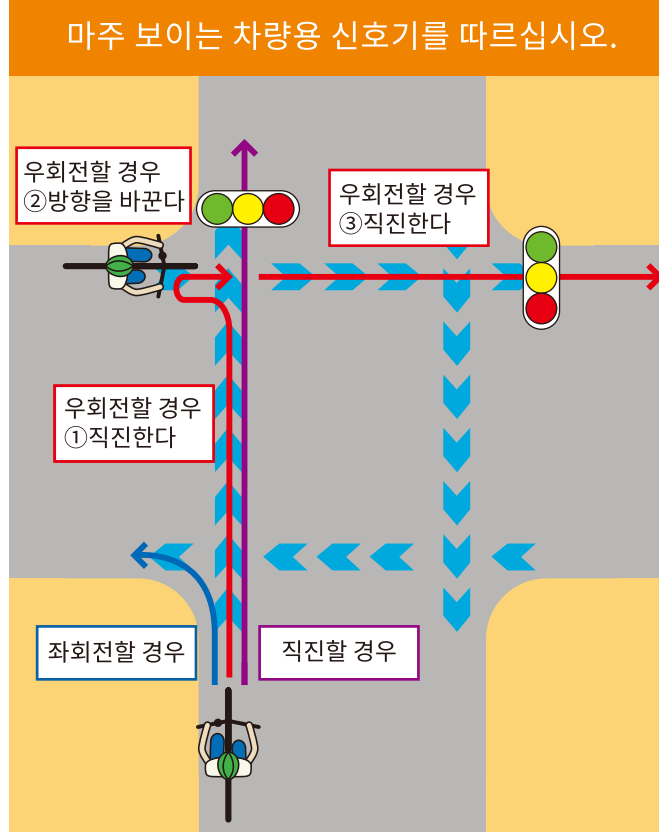 마주 보이는 차량용 신호기를 따르십시오.
우회전할 경우
②방향을 바꾼다
우회전할 경우
③직진한다
우회전할 경우
①직진한다
좌회전할 경우
직진할 경우